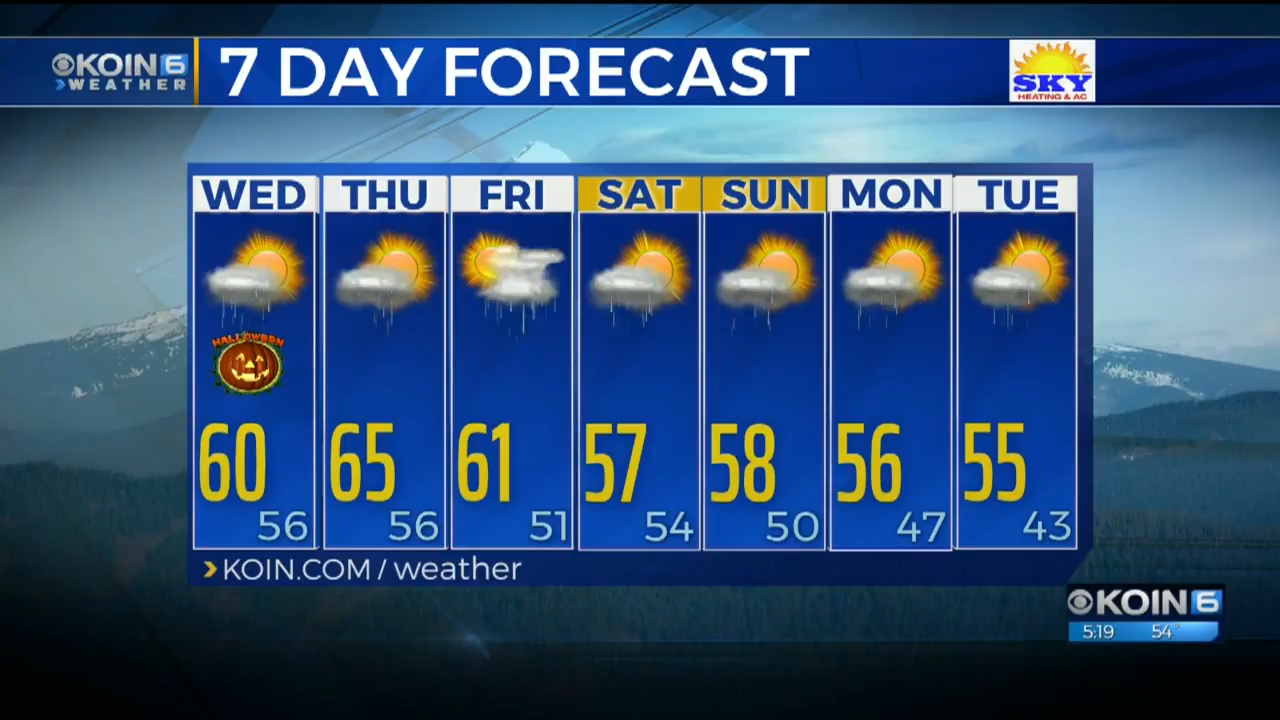 KOIN 6
WEATHER
7 DAY FORECAST
SKY
HEATING & AC
WED THU FRI SAT SUN MON TUE
HALLOWEEN
60 65 61 57 58 56 55
56 56 51 54 50 47 43
KOIN.COM / weather
KOIN 6
5:19 54°